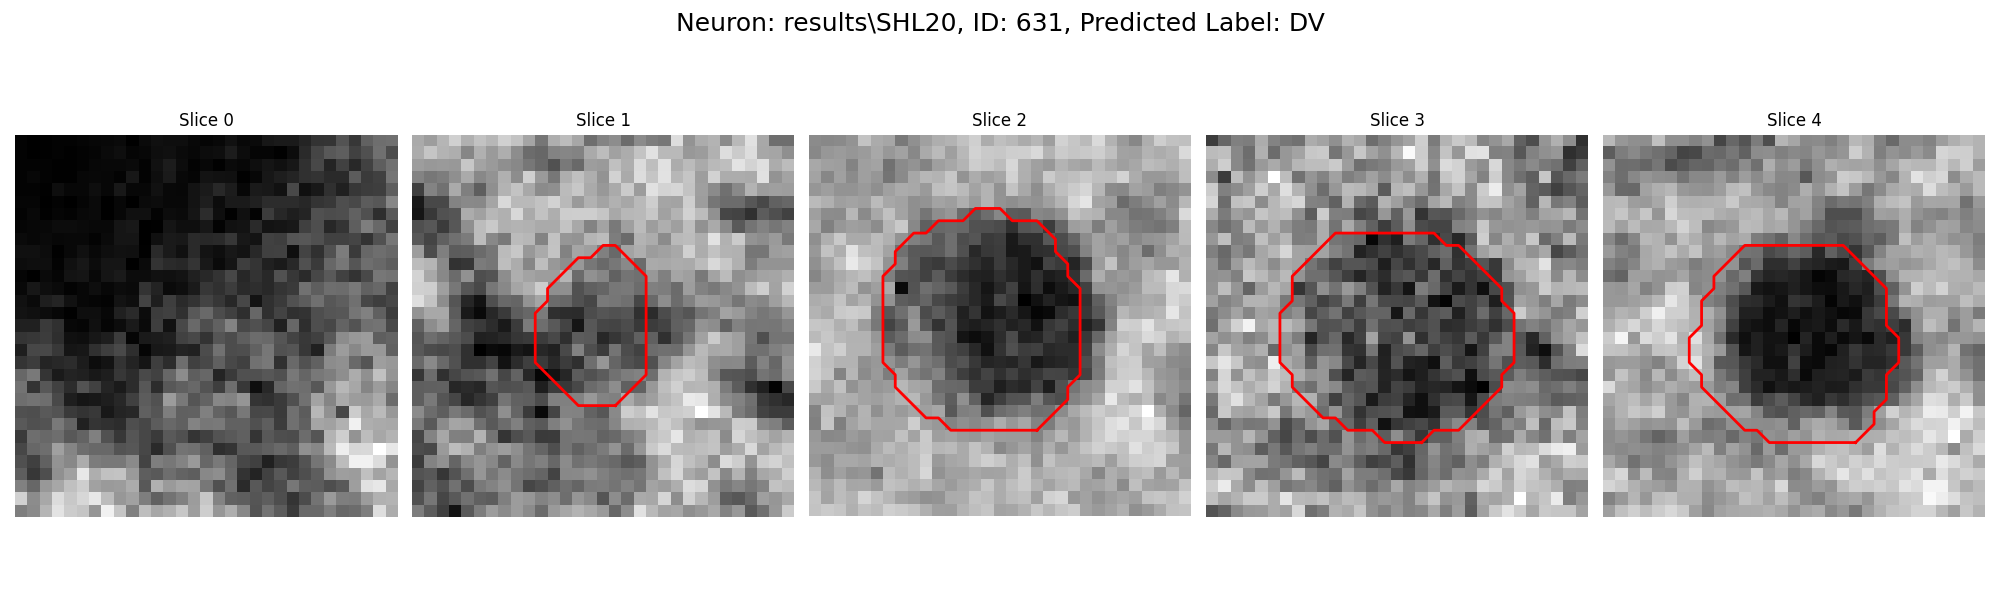 Neuron: results\SHL20, ID: 631, Predicted Label: DV
Slice 0
Slice 1
Slice 2
Slice 3
Slice 4